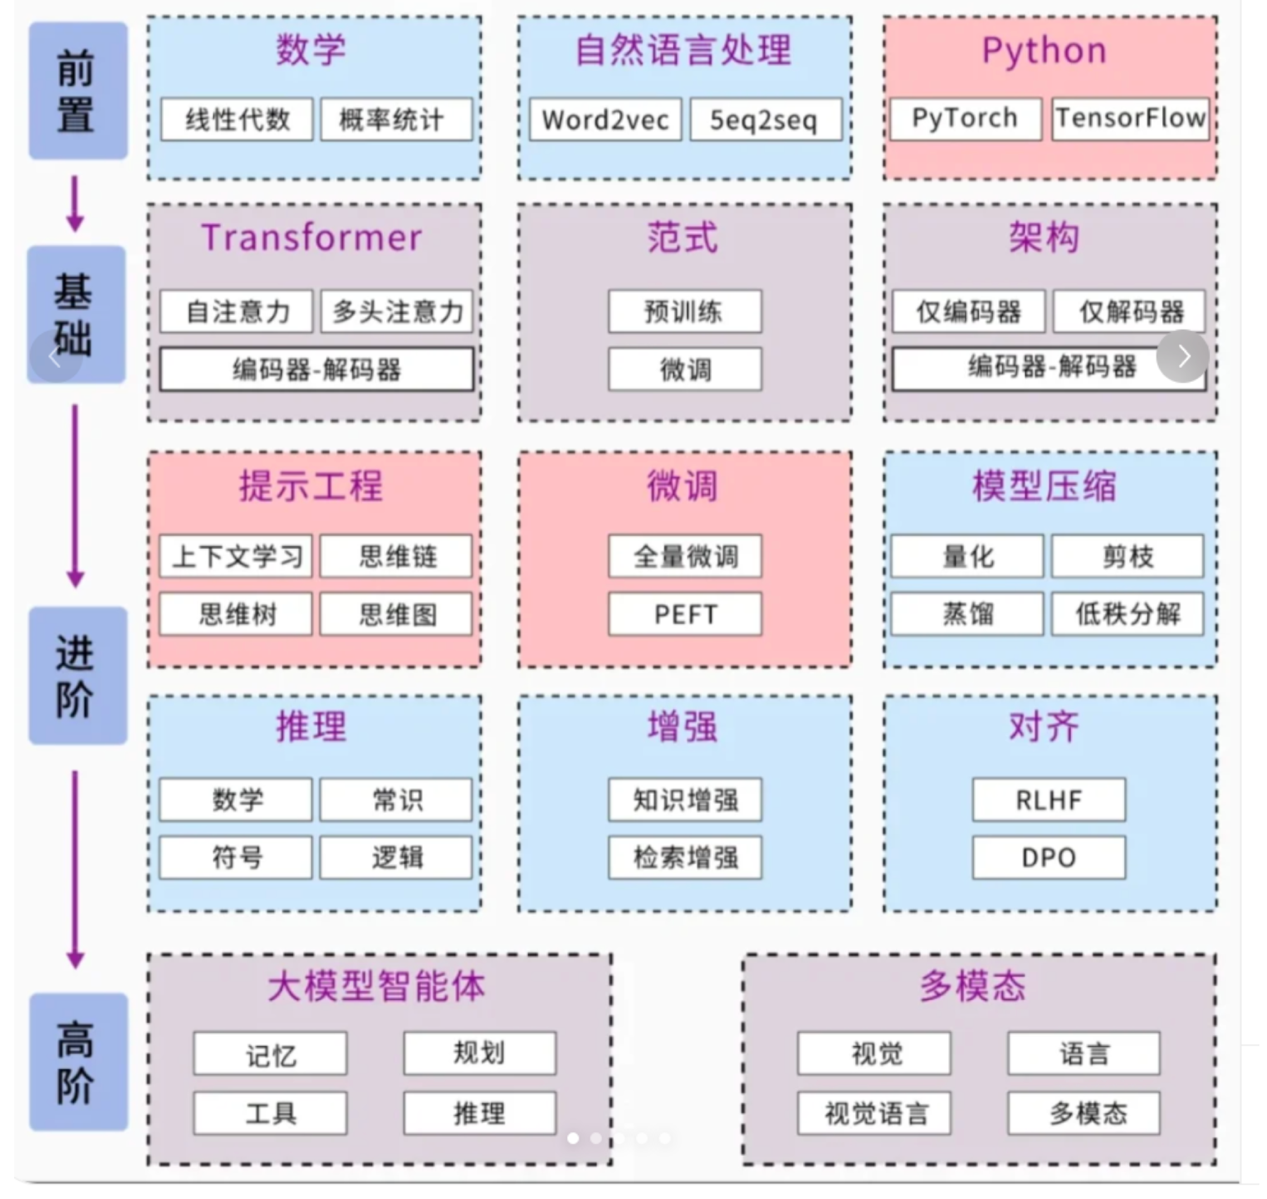 前置
数学
线性代数 概率统计
自然语言处理
Word2vec 5eq2seq
Python
PyTorch TensorFlow
基础
Transformer
自注意力 多头注意力
编码器-解码器
范式
预训练
微调
架构
仅编码器 仅解码器
编码器-解码器
进阶
提示工程
上下文学习 思维链
思维树 思维图
微调
全量微调
PEFT
模型压缩
量化 剪枝
蒸馏 低秩分解
推理
数学 常识
符号 逻辑
增强
知识增强
检索增强
对齐
RLHF
DPO
高阶
大模型智能体
记忆 规划
工具 推理
多模态
视觉 语言
视觉语言 多模态